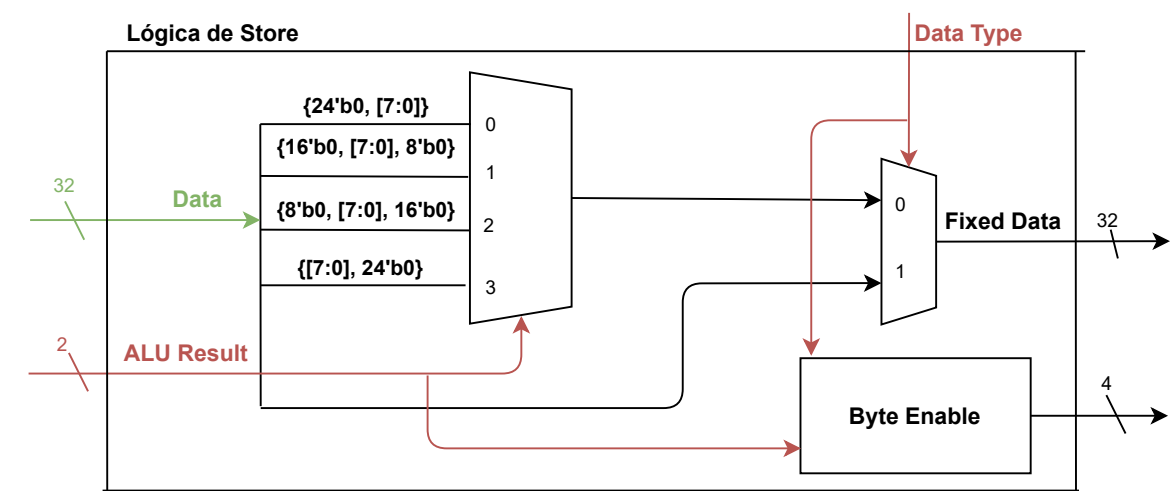 Lógica de Store
Data Type
{24'b0, [7:0]}
0
{16'b0, [7:0], 8'b0}
1
32
Data
{8'b0, [7:0], 16'b0}
2
0
Fixed Data
32
{[7:0], 24'b0}
3
1
2
ALU Result
Byte Enable
4